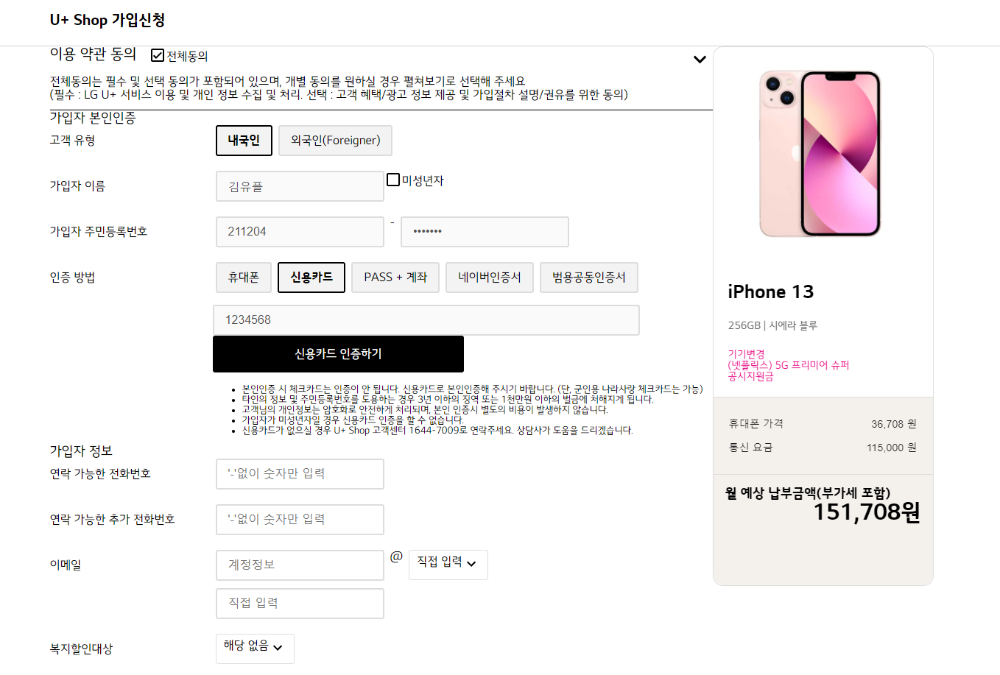 U+ Shop 가입신청
이용 약관 동의 전체동의
전체동의는 필수 및 선택 동의가 포함되어 있으며, 개별 동의를 원하실 경우 펼쳐보기로 선택해 주세요
(필수 : LG U+ 서비스 이용 및 개인 정보 수집 및 처리. 선택 : 고객 혜택/광고 정보 제공 및 가입절차 설명/권유를 위한 동의)
가입자 본인인증
고객 유형 내국인 외국인(Foreigner)
가입자 이름 김유플 미성년자
가입자 주민등록번호 211204 - •••••••
인증 방법 휴대폰 신용카드 PASS + 계좌 네이버인증서 범용공동인증서
1234568
신용카드 인증하기
• 본인인증 시 체크카드는 인증이 안 됩니다. 신용카드로 본인인증해 주시기 바랍니다. (단, 군인용 나라사랑 체크카드는 가능)
• 타인의 정보 및 주민등록번호를 도용하는 경우 3년 이하의 징역 또는 1천만원 이하의 벌금에 처해지게 됩니다.
• 고객님의 개인정보는 암호화로 안전하게 처리되며, 본인 인증시 별도의 비용이 발생하지 않습니다.
• 가입자가 미성년자일 경우 신용카드 인증을 할 수 없습니다.
• 신용카드가 없으실 경우 U+ Shop 고객센터 1644-7009로 연락주세요. 상담사가 도움을 드리겠습니다.
가입자 정보
연락 가능한 전화번호 '-'없이 숫자만 입력
연락 가능한 추가 전화번호 '-'없이 숫자만 입력
이메일 계정정보 @ 직접 입력
직접 입력
복지할인대상 해당 없음
iPhone 13
256GB | 시에라 블루
기기변경
(넷플릭스) 5G 프리미어 슈퍼
공시지원금
휴대폰 가격 36,708 원
통신 요금 115,000 원
월 예상 납부금액(부가세 포함)
151,708원